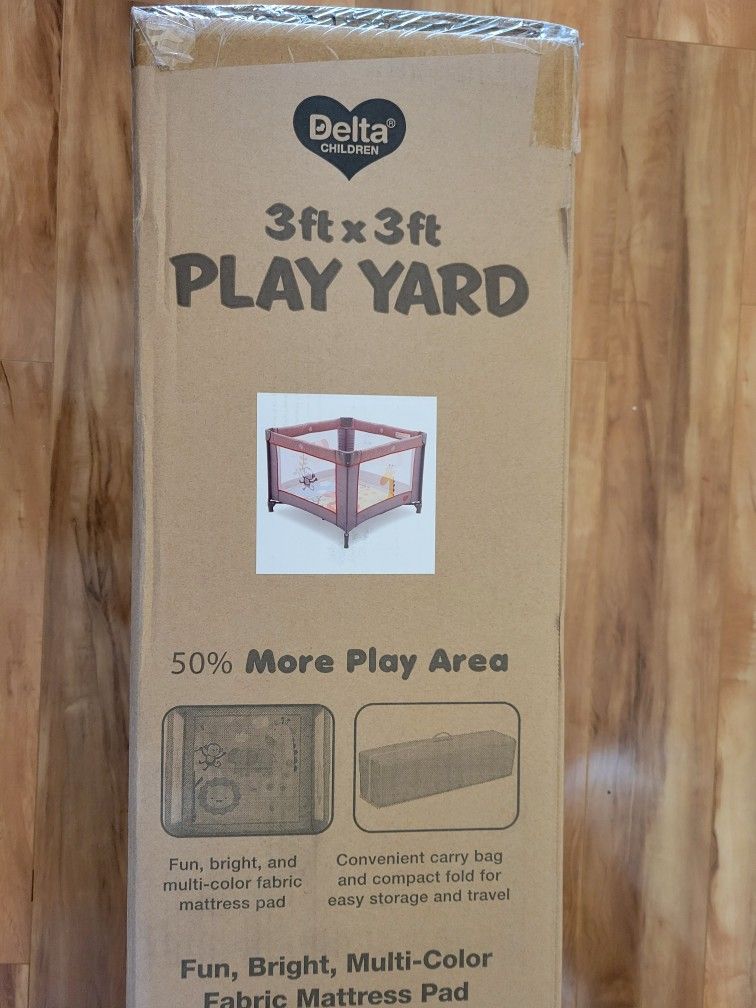 Delta®
CHILDREN
3ft x 3ft
PLAY YARD
50% More Play Area
Fun, bright, and
multi-color fabric
mattress pad
Convenient carry bag
and compact fold for
easy storage and travel
Fun, Bright, Multi-Color
Fabric Mattress Pad